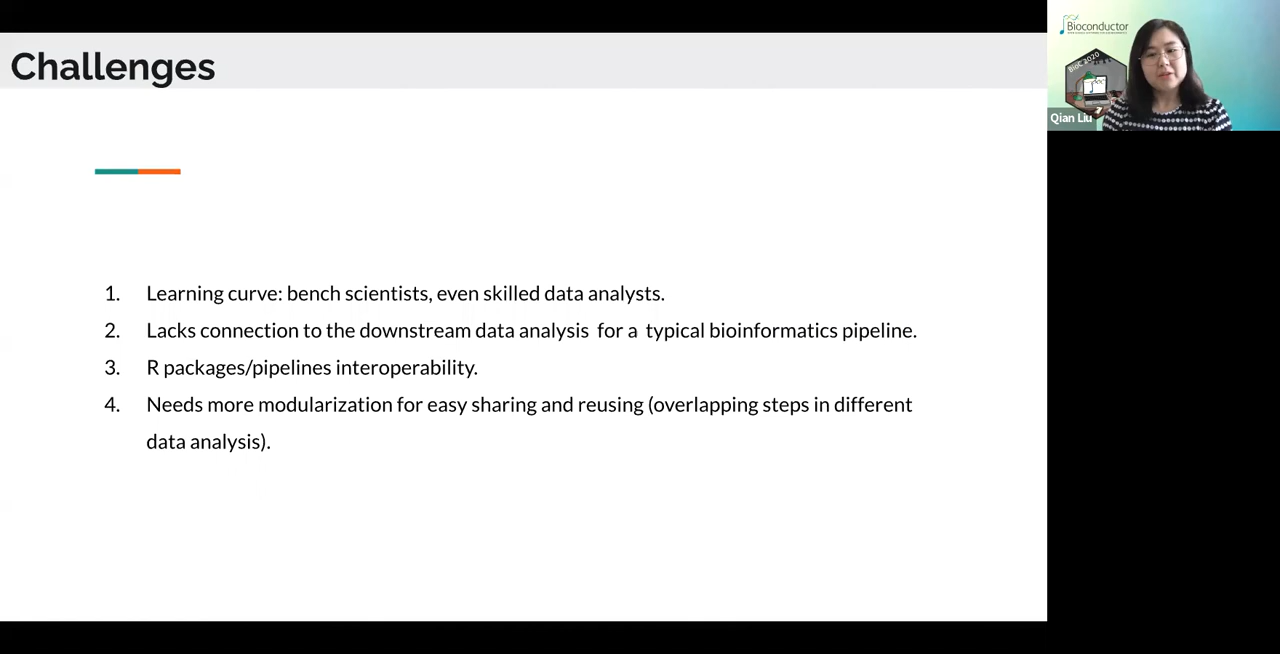 Challenges
1. Learning curve: bench scientists, even skilled data analysts.
2. Lacks connection to the downstream data analysis for a typical bioinformatics pipeline.
3. R packages/pipelines interoperability.
4. Needs more modularization for easy sharing and reusing (overlapping steps in different
data analysis).
Bioconductor
BioC 2020
Qian Liu